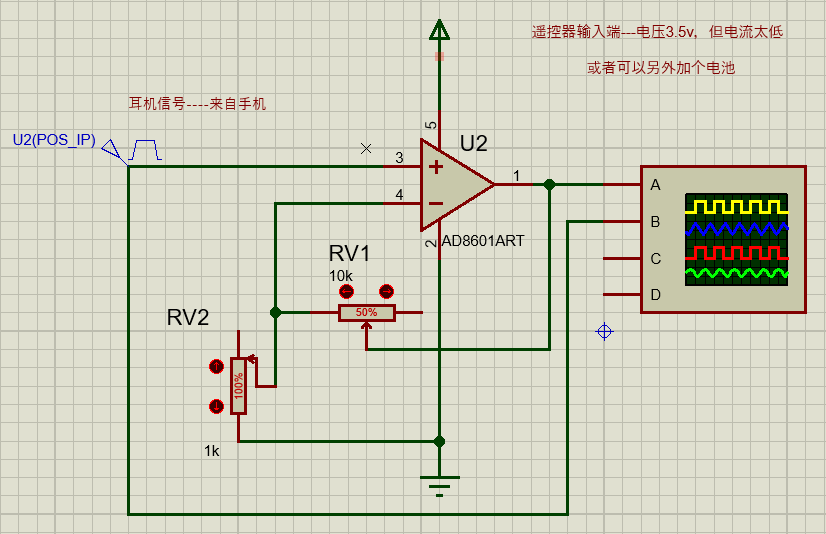 遥控器输入端---电压3.5v，但电流太低
或者可以另外加个电池
耳机信号----来自手机
U2(POS_IP)
5
U2
3
1
4
A
B
C
D
2
AD8601ART
RV1
10k
50%
RV2
100%
1k